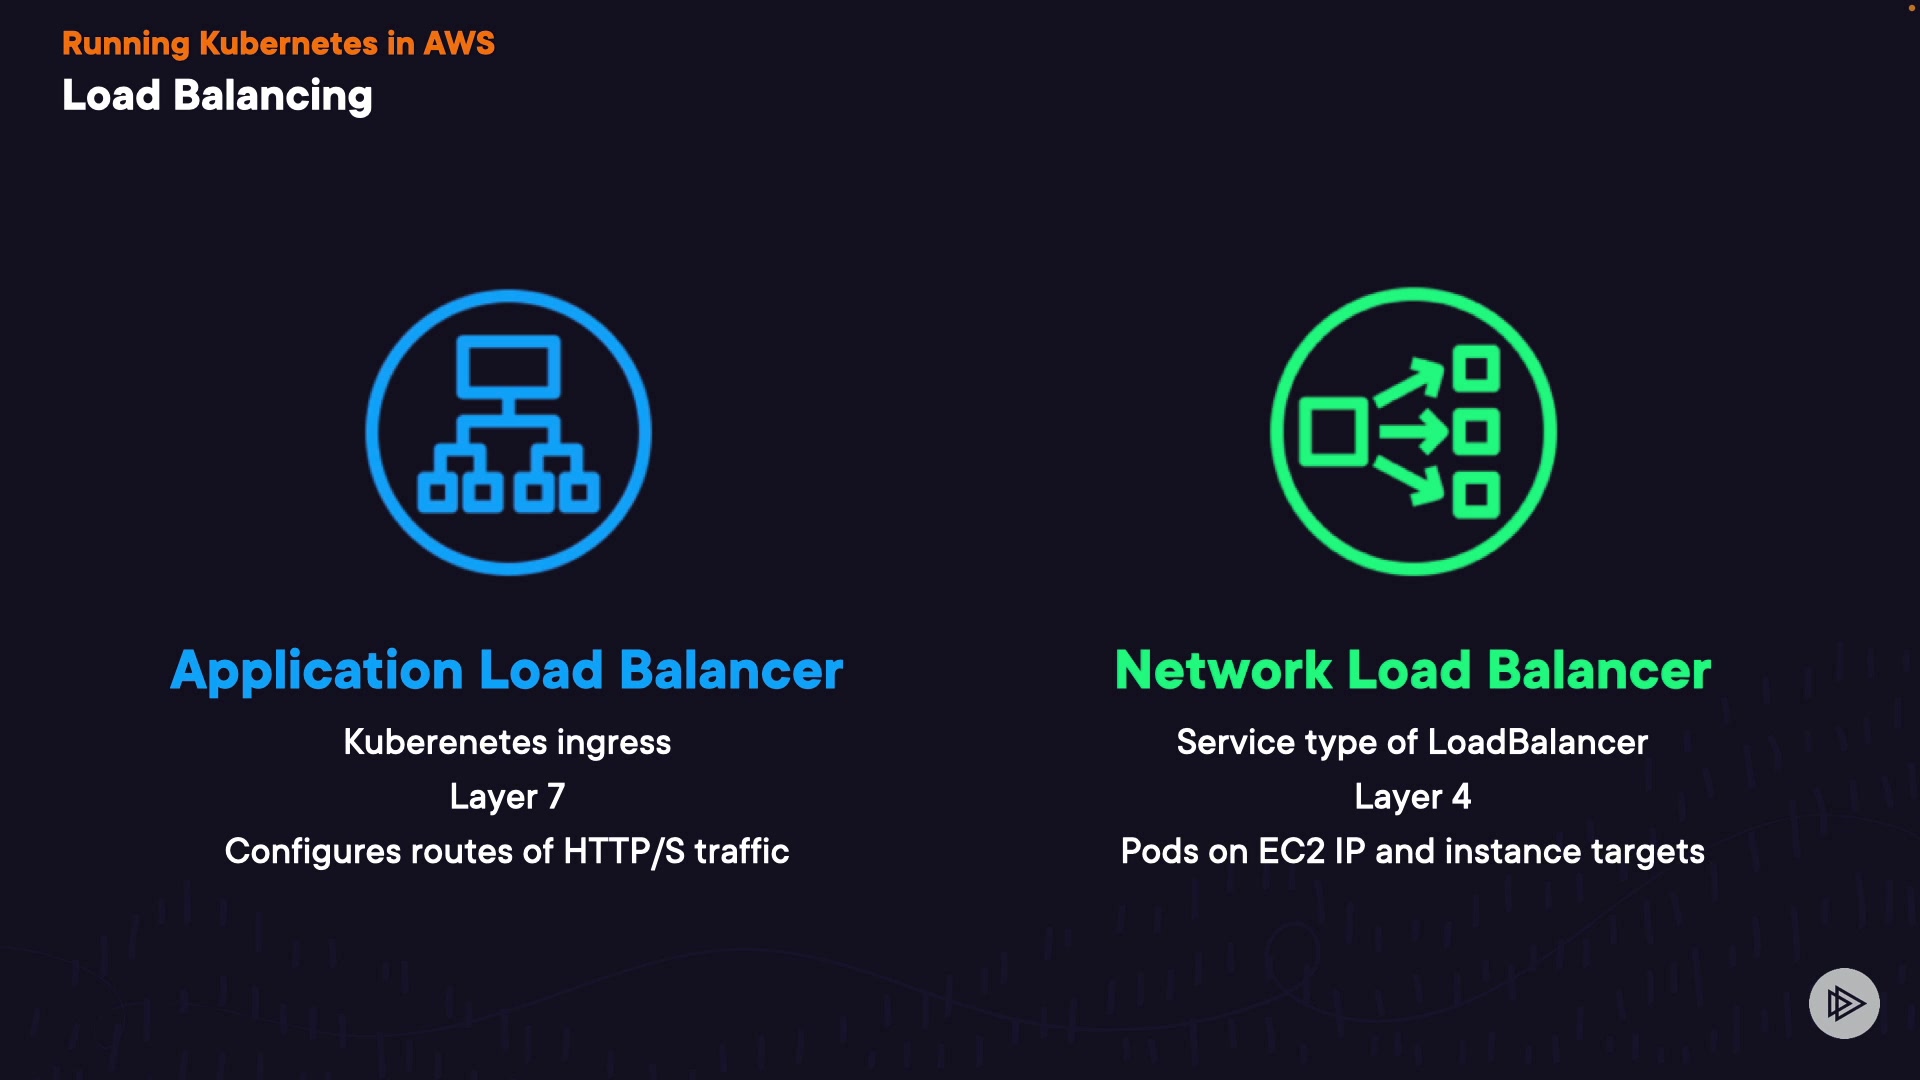 Running Kubernetes in AWS
Load Balancing
Application Load Balancer
Kuberenetes ingress
Layer 7
Configures routes of HTTP/S traffic
Network Load Balancer
Service type of LoadBalancer
Layer 4
Pods on EC2 IP and instance targets